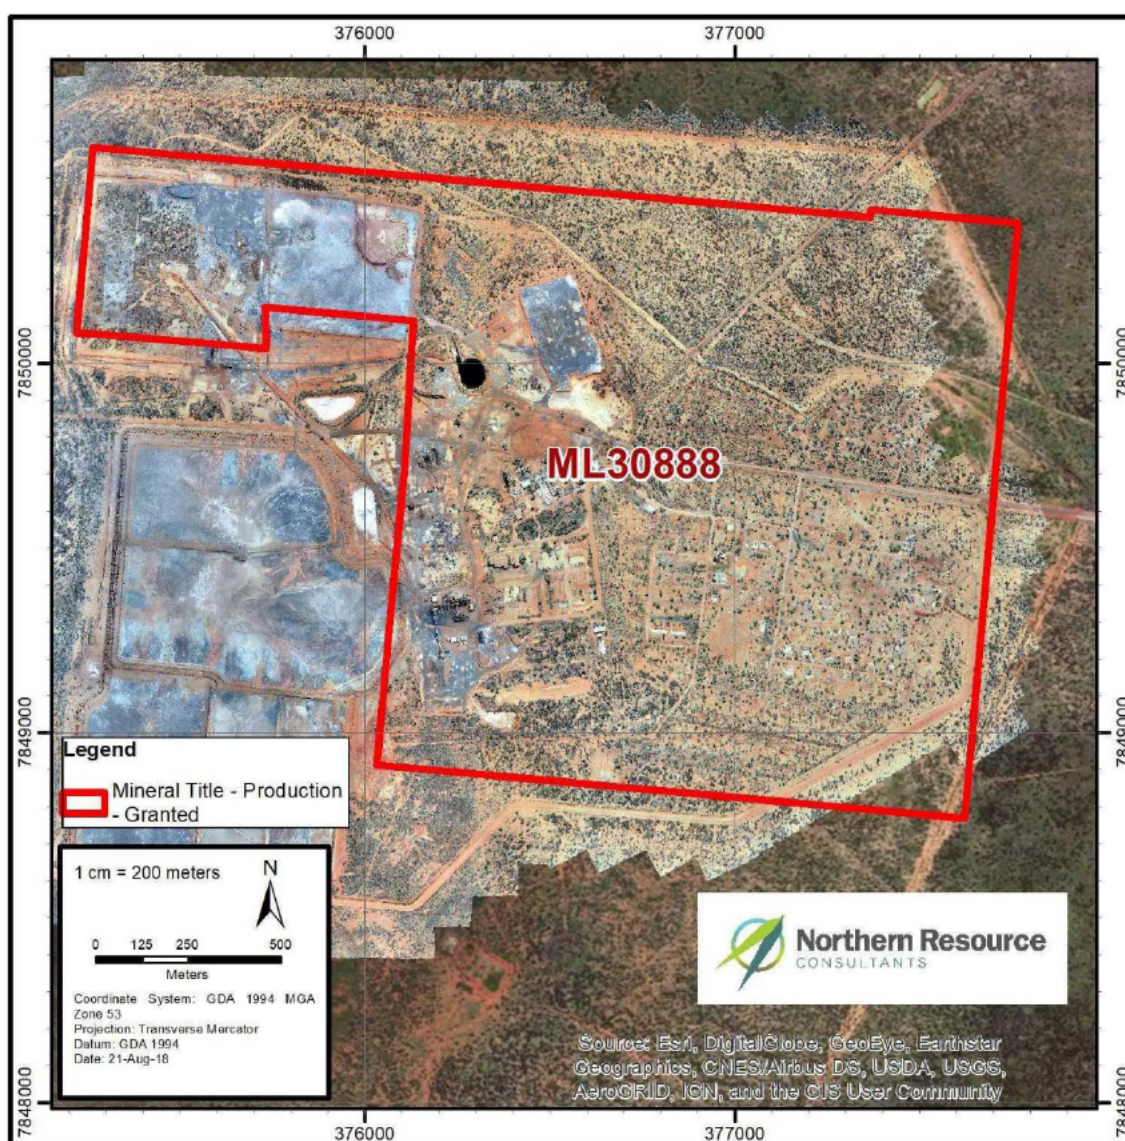 376000
377000
7850000
7850000
ML30888
7849000
7849000
Legend
Mineral Title - Production
- Granted
1 cm = 200 meters
N
0 125 250 500
Meters
Coordinate System: GDA 1994 MGA
Zone 53
Projection: Transverse Mercator
Datum: GDA 1994
Date: 21-Aug-18
Northern Resource
CONSULTANTS
Source: Esri, DigitalGlobe, GeoEye, Earthstar
Geographics, CNES/Airbus DS, USDA, USGS,
AeroGRID, IGN, and the GIS User Community
7848000
7848000
376000
377000